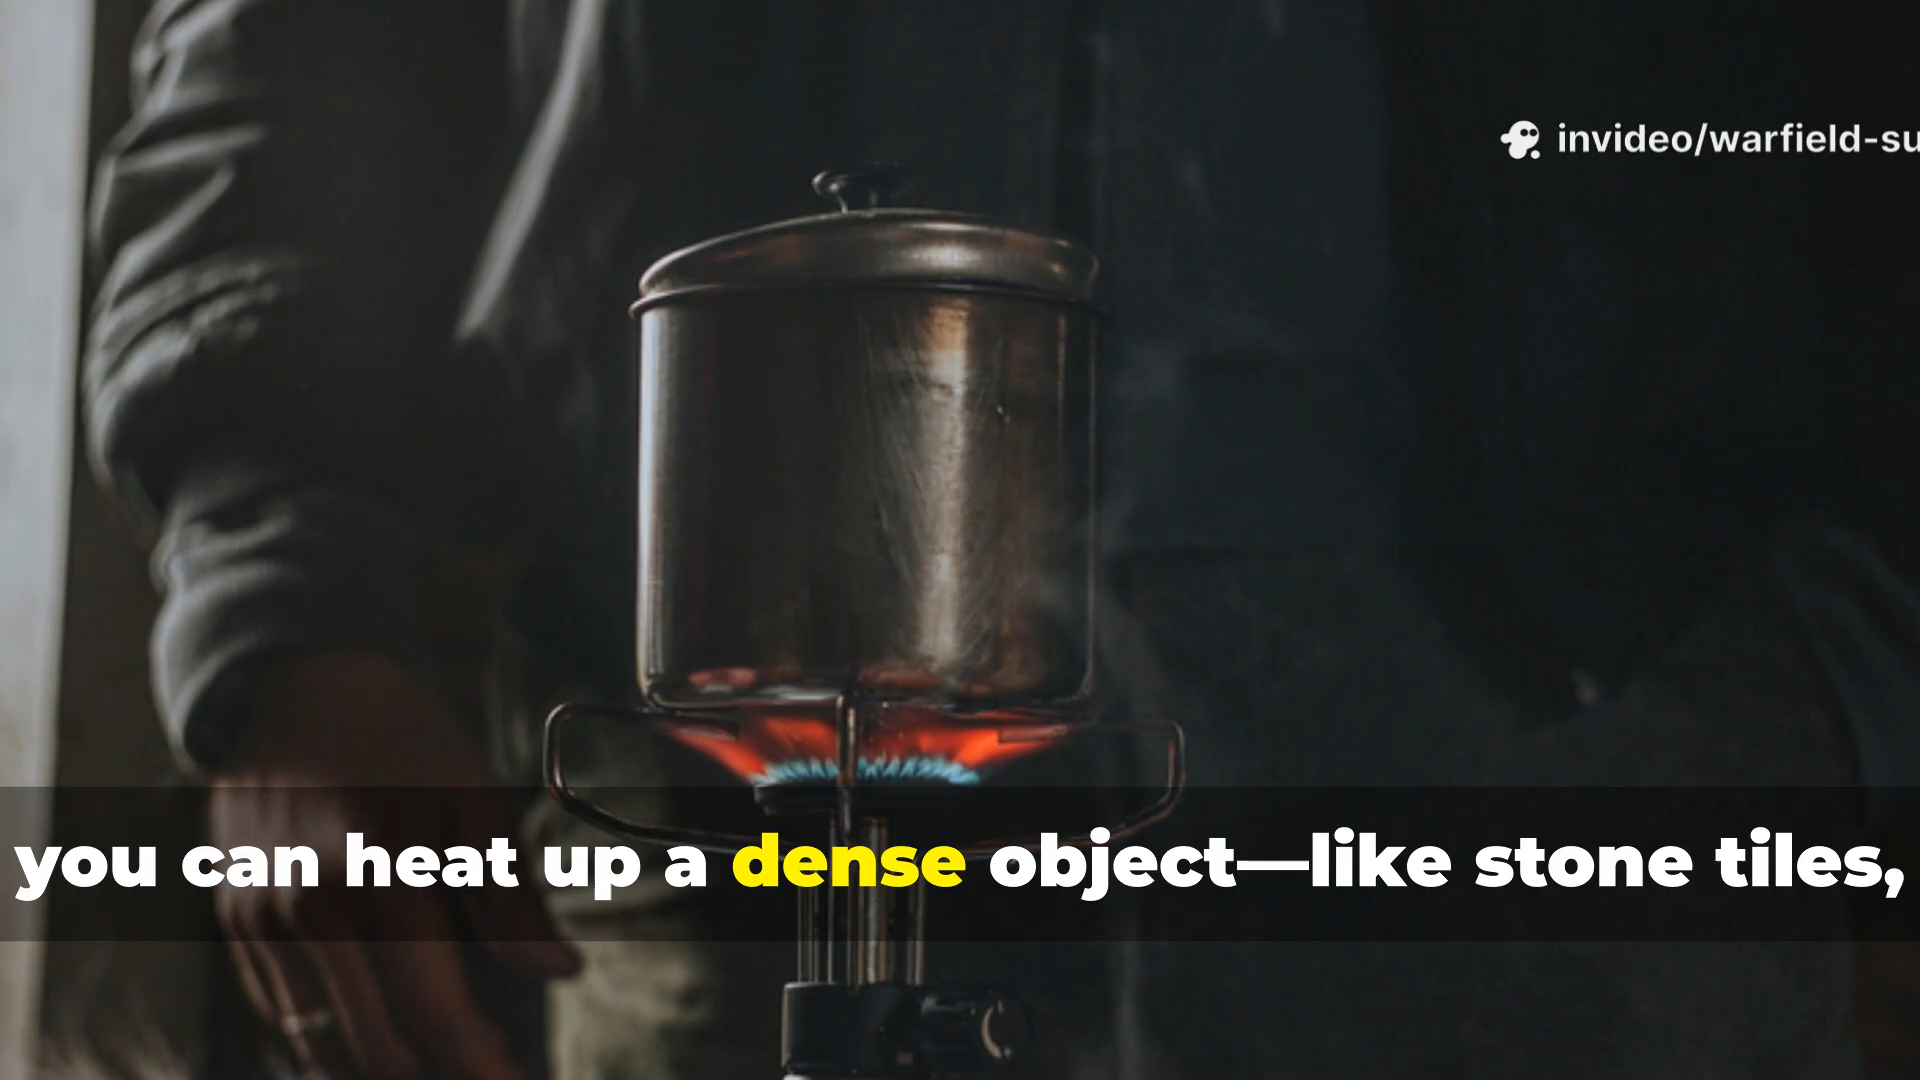 invideo/warfield-su
you can heat up a dense object—like stone tiles,